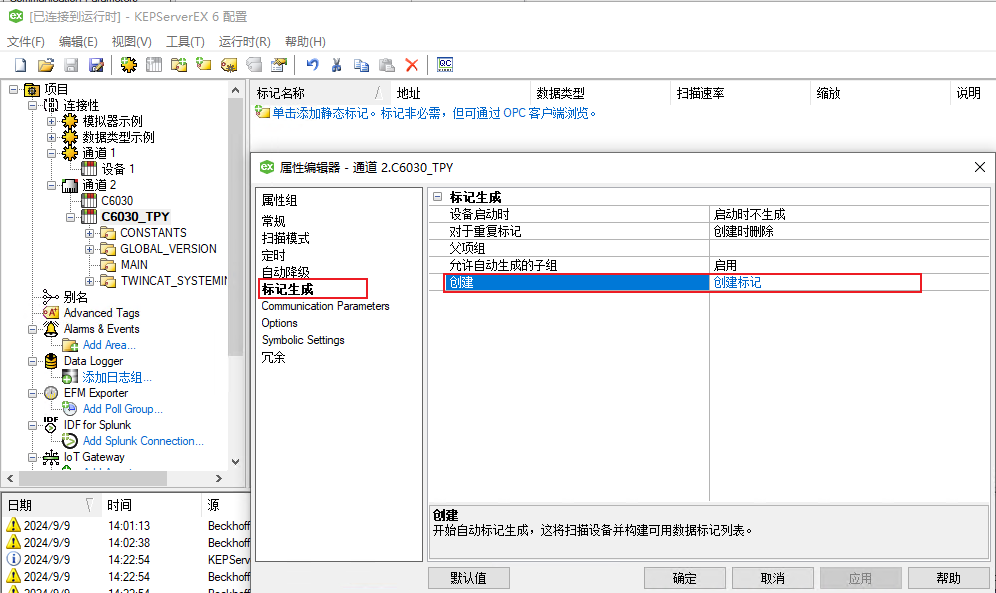 [已连接到运行时] - KEPServerEX 6 配置
文件(F) 编辑(E) 视图(V) 工具(T) 运行时(R) 帮助(H)
项目
连接性
模拟器示例
数据类型示例
通道 1
设备 1
通道 2
C6030
C6030_TPY
CONSTANTS
GLOBAL_VERSION
MAIN
TWINCAT_SYSTEMIN
别名
Advanced Tags
Alarms & Events
Add Area...
Data Logger
添加日志组...
EFM Exporter
Add Poll Group...
IDF for Splunk
Add Splunk Connection...
IoT Gateway
标记名称 / 地址 数据类型 扫描速率 缩放 说明
单击添加静态标记。标记非必需，但可通过 OPC 客户端浏览。
属性编辑器 - 通道 2.C6030_TPY
属性组
常规
扫描模式
定时
自动降级
标记生成
Communication Parameters
Options
Symbolic Settings
冗余
标记生成
设备启动时 启动时不生成
对于重复标记 创建时删除
父项组
允许自动生成的子组 启用
创建 创建标记
创建
开始自动标记生成，这将扫描设备并构建可用数据标记列表。
默认值 确定 取消 应用 帮助
日期 时间 源
2024/9/9 14:01:13 Beckhoff
2024/9/9 14:02:38 Beckhoff
2024/9/9 14:22:54 KEPServ
2024/9/9 14:22:54 Beckhoff